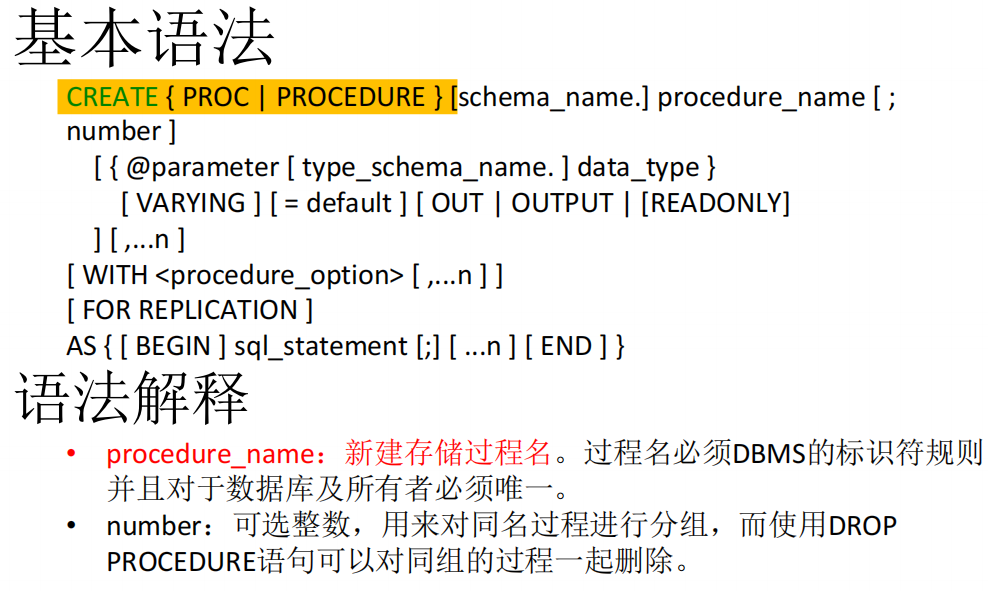 基本语法
CREATE { PROC | PROCEDURE } [schema_name.] procedure_name [ ;
number ]
[ { @parameter [ type_schema_name. ] data_type }
[ VARYING ] [ = default ] [ OUT | OUTPUT | [READONLY]
] [ ,...n ]
[ WITH <procedure_option> [ ,...n ] ]
[ FOR REPLICATION ]
AS { [ BEGIN ] sql_statement [;] [ ...n ] [ END ] }
语法解释
• procedure_name：新建存储过程名。过程名必须DBMS的标识符规则
并且对于数据库及所有者必须唯一。
• number：可选整数，用来对同名过程进行分组，而使用DROP
PROCEDURE语句可以对同组的过程一起删除。